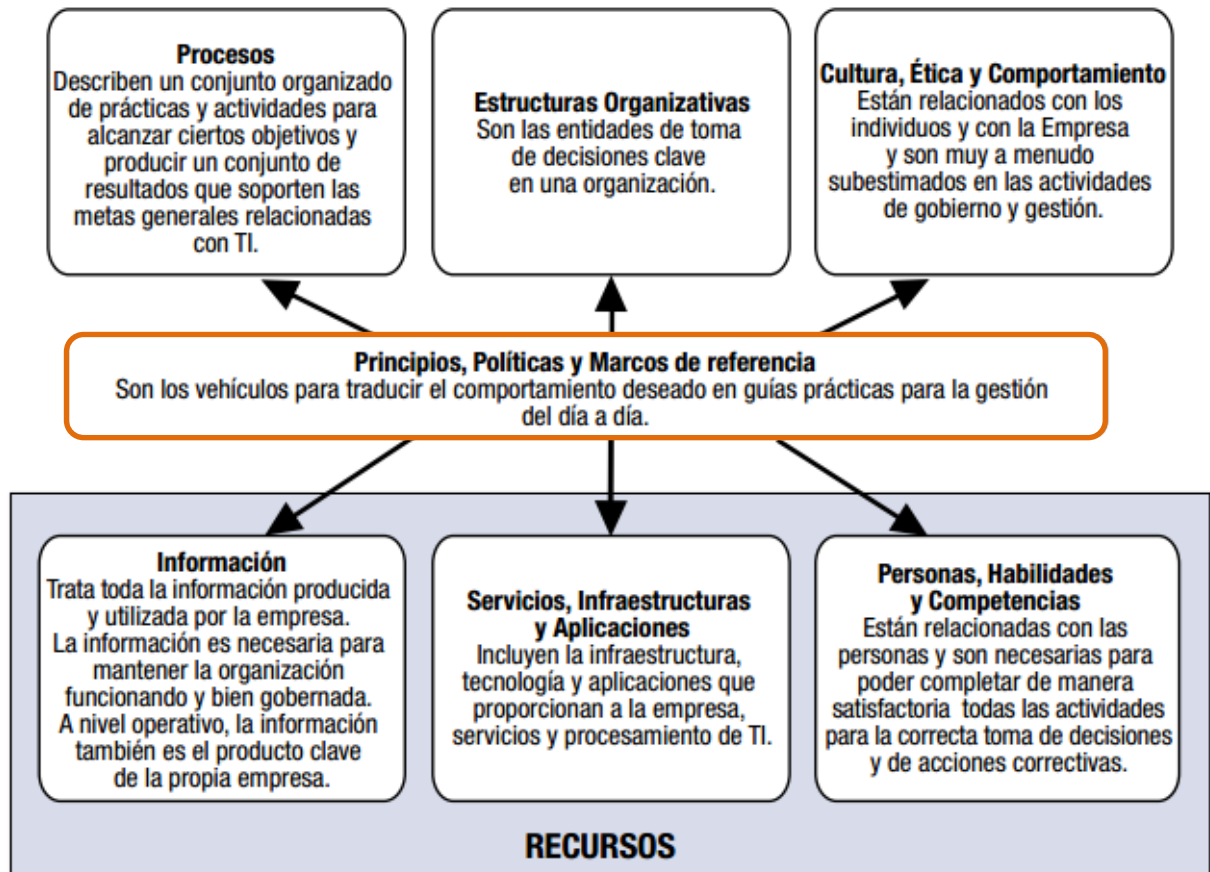 Procesos
Describen un conjunto organizado
de prácticas y actividades para
alcanzar ciertos objetivos y
producir un conjunto de
resultados que soporten las
metas generales relacionadas
con TI.
Estructuras Organizativas
Son las entidades de toma
de decisiones clave
en una organización.
Cultura, Ética y Comportamiento
Están relacionados con los
individuos y con la Empresa
y son muy a menudo
subestimados en las actividades
de gobierno y gestión.
Principios, Políticas y Marcos de referencia
Son los vehículos para traducir el comportamiento deseado en guías prácticas para la gestión
del día a día.
Información
Trata toda la información producida
y utilizada por la empresa.
La información es necesaria para
mantener la organización
funcionando y bien gobernada.
A nivel operativo, la información
también es el producto clave
de la propia empresa.
Servicios, Infraestructuras
y Aplicaciones
Incluyen la infraestructura,
tecnología y aplicaciones que
proporcionan a la empresa,
servicios y procesamiento de TI.
Personas, Habilidades
y Competencias
Están relacionadas con las
personas y son necesarias para
poder completar de manera
satisfactoria todas las actividades
para la correcta toma de decisiones
y de acciones correctivas.
RECURSOS